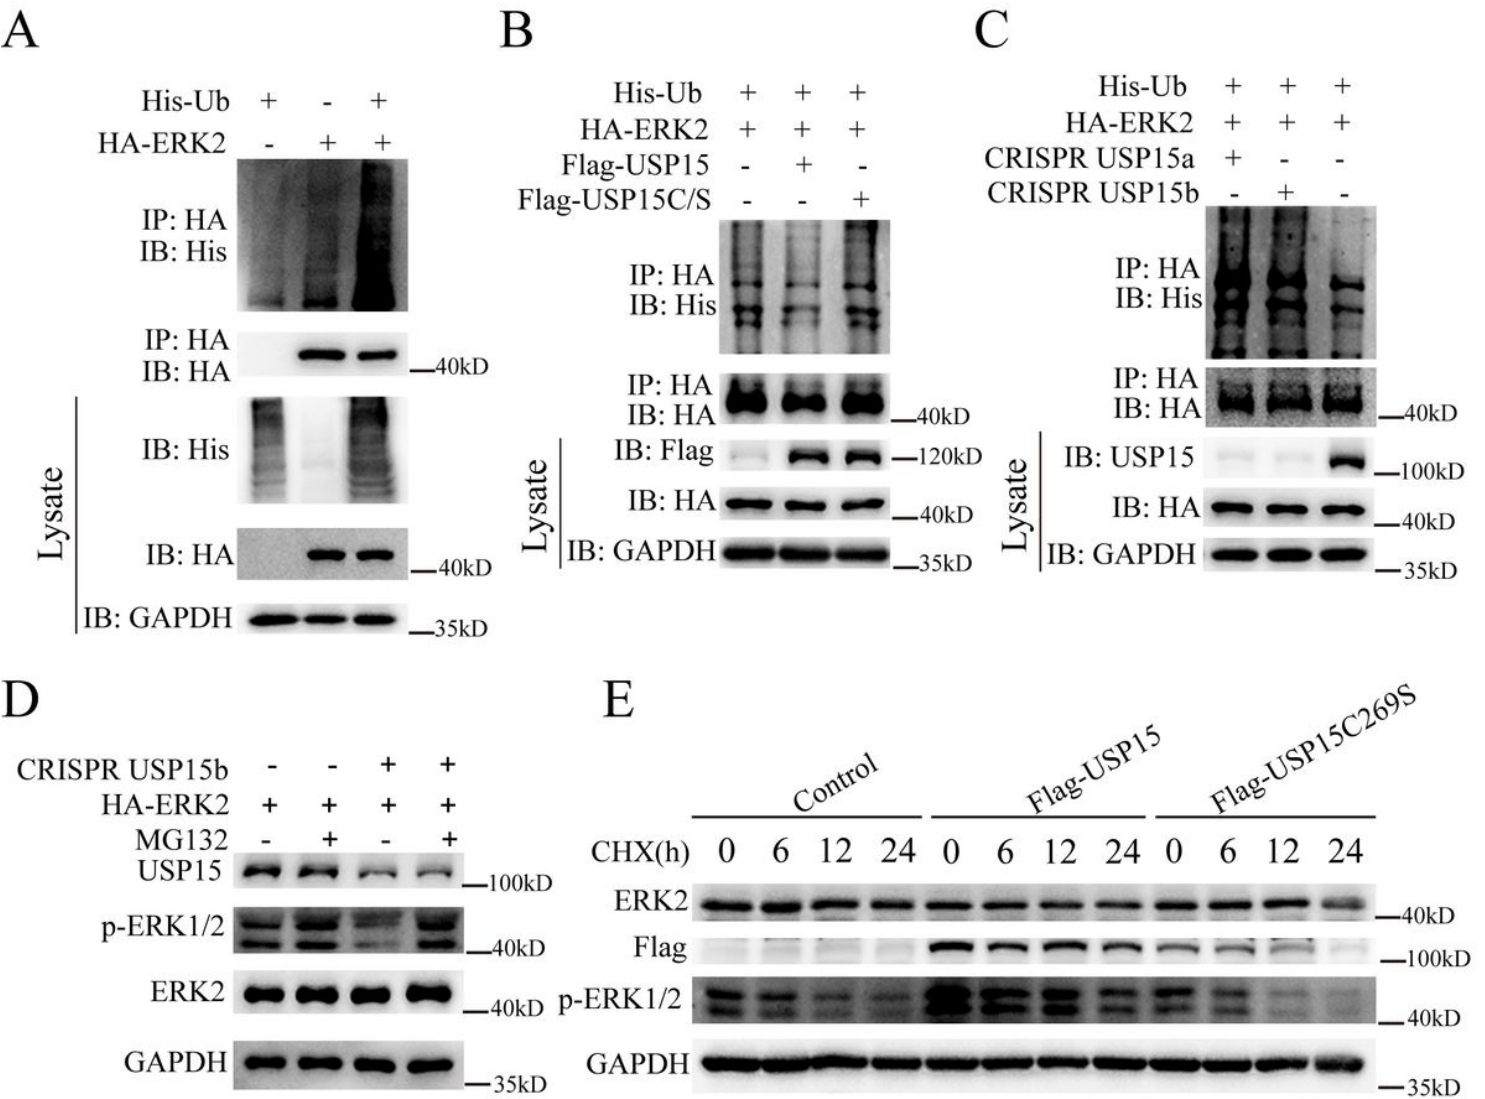 A
His-Ub + - +
HA-ERK2 - + +
IP: HA
IB: His
IP: HA
IB: HA
40kD
IB: His
IB: HA
40kD
IB: GAPDH
35kD
Lysate
B
His-Ub + + +
HA-ERK2 + + +
Flag-USP15 - + -
Flag-USP15C/S - - +
IP: HA
IB: His
IP: HA
IB: HA
40kD
IB: Flag
120kD
IB: HA
40kD
IB: GAPDH
35kD
Lysate
C
His-Ub + + +
HA-ERK2 + + +
CRISPR USP15a + - -
CRISPR USP15b - + -
IP: HA
IB: His
IP: HA
IB: HA
40kD
IB: USP15
100kD
IB: HA
40kD
IB: GAPDH
35kD
Lysate
D
CRISPR USP15b - - + +
HA-ERK2 + + + +
MG132 - + - +
USP15
100kD
p-ERK1/2
40kD
ERK2
40kD
GAPDH
35kD
E
Control Flag-USP15 Flag-USP15C269S
CHX(h) 0 6 12 24 0 6 12 24 0 6 12 24
ERK2
40kD
Flag
100kD
p-ERK1/2
40kD
GAPDH
35kD